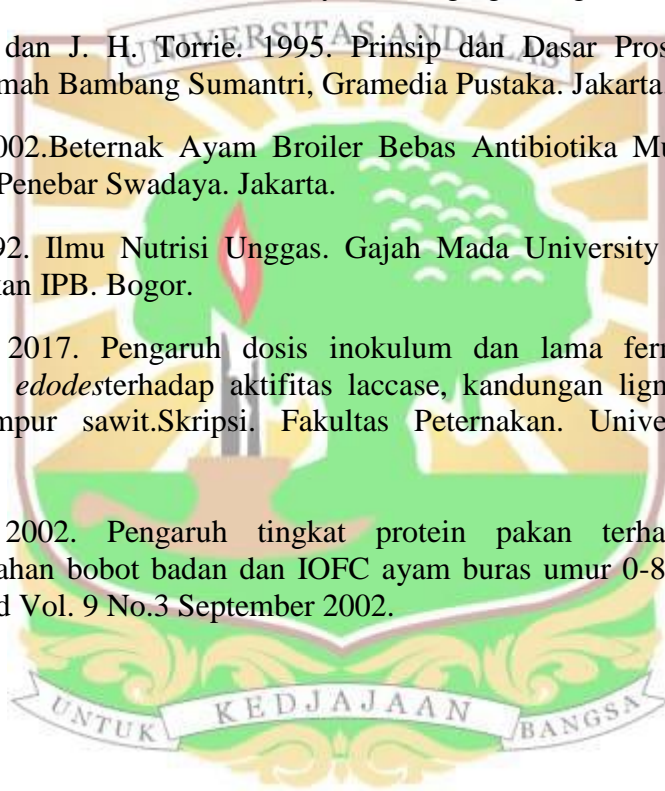 dan J. H. Torrie. 1995. Prinsip dan Dasar Pros
mah Bambang Sumantri, Gramedia Pustaka. Jakarta
002.Beternak Ayam Broiler Bebas Antibiotika Mu
Penebar Swadaya. Jakarta.
92. Ilmu Nutrisi Unggas. Gajah Mada University
kan IPB. Bogor.
2017. Pengaruh dosis inokulum dan lama ferm
edodesterhadap aktifitas laccase, kandungan lign
mpur sawit.Skripsi. Fakultas Peternakan. Unive
2002. Pengaruh tingkat protein pakan terha
ahan bobot badan dan IOFC ayam buras umur 0-8
d Vol. 9 No.3 September 2002.
UNIVERSITAS ANDALAS
UNTUK KEDJAJAAN BANGSA